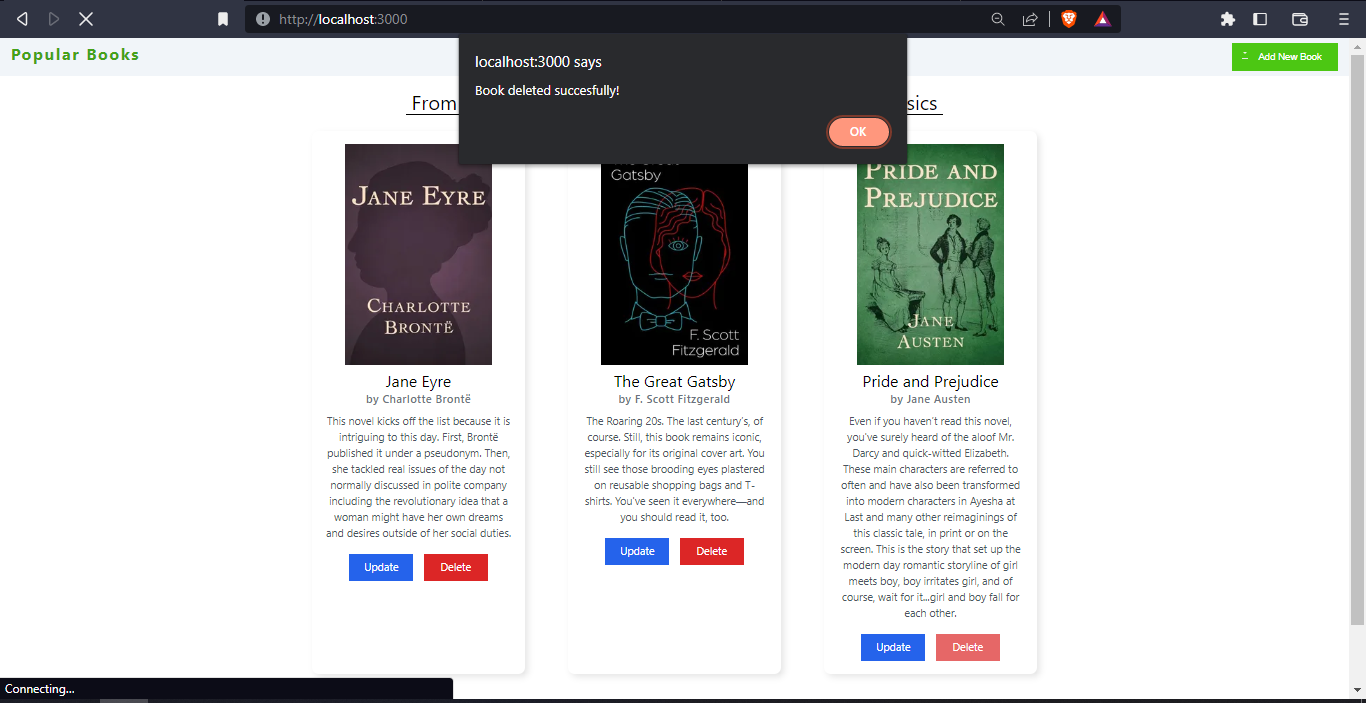 http://localhost:3000
Popular Books
Add New Book
localhost:3000 says
Book deleted succesfully!
OK
From
sics
JANE EYRE
CHARLOTTE
BRONTË
Gatsby
F. Scott
Fitzgerald
PRIDE AND
PREJUDICE
JANE
AUSTEN
Jane Eyre
by Charlotte Brontë
This novel kicks off the list because it is
intriguing to this day. First, Brontë
published it under a pseudonym. Then,
she tackled real issues of the day not
normally discussed in polite company
including the revolutionary idea that a
woman might have her own dreams
and desires outside of her social duties.
Update
Delete
The Great Gatsby
by F. Scott Fitzgerald
The Roaring 20s. The last century's, of
course. Still, this book remains iconic,
especially for its original cover art. You
still see those brooding eyes plastered
on reusable shopping bags and T-
shirts. You've seen it everywhere—and
you should read it, too.
Update
Delete
Pride and Prejudice
by Jane Austen
Even if you haven't read this novel,
you've surely heard of the aloof Mr.
Darcy and quick-witted Elizabeth.
These main characters are referred to
often and have also been transformed
into modern characters in Ayesha at
Last and many other reimaginings of
this classic tale, in print or on the
screen. This is the story that set up the
modern day romantic storyline of girl
meets boy, boy irritates girl, and of
course, wait for it...girl and boy fall for
each other.
Update
Delete
Connecting...